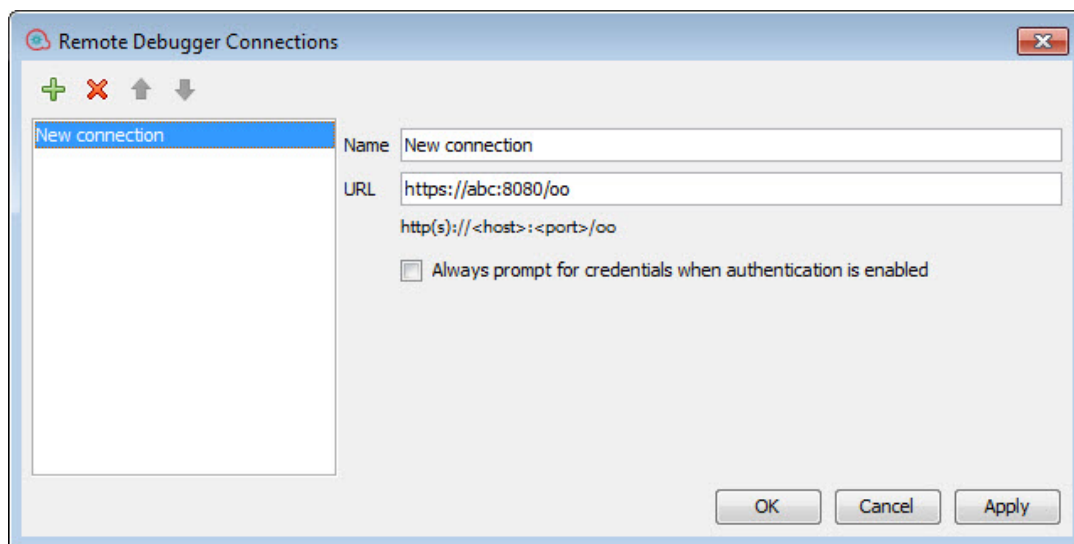 Remote Debugger Connections
New connection
Name New connection
URL https://abc:8080/oo
http(s)://<host>:<port>/oo
Always prompt for credentials when authentication is enabled
OK Cancel Apply